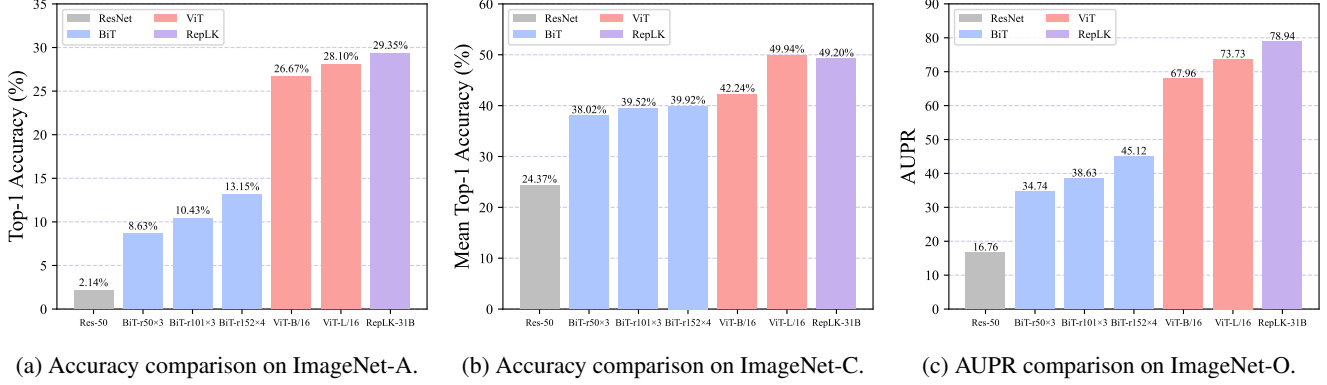 35
30
25
20
15
10
5
0
Top-1 Accuracy (%)
ResNet
BiT
ViT
RepLK
2.14%
8.63%
10.43%
13.15%
26.67%
28.10%
29.35%
Res-50
BiT-r50×3
BiT-r101×3
BiT-r152×4
ViT-B/16
ViT-L/16
RepLK-31B
(a) Accuracy comparison on ImageNet-A.
60
50
40
30
20
10
0
Mean Top-1 Accuracy (%)
ResNet
BiT
ViT
RepLK
24.37%
38.02%
39.52%
39.92%
42.24%
49.94%
49.20%
Res-50
BiT-r50×3
BiT-r101×3
BiT-r152×4
ViT-B/16
ViT-L/16
RepLK-31B
(b) Accuracy comparison on ImageNet-C.
90
80
70
60
50
40
30
20
10
0
AUPR
ResNet
BiT
ViT
RepLK
16.76
34.74
38.63
45.12
67.96
73.73
78.94
Res-50
BiT-r50×3
BiT-r101×3
BiT-r152×4
ViT-B/16
ViT-L/16
RepLK-31B
(c) AUPR comparison on ImageNet-O.